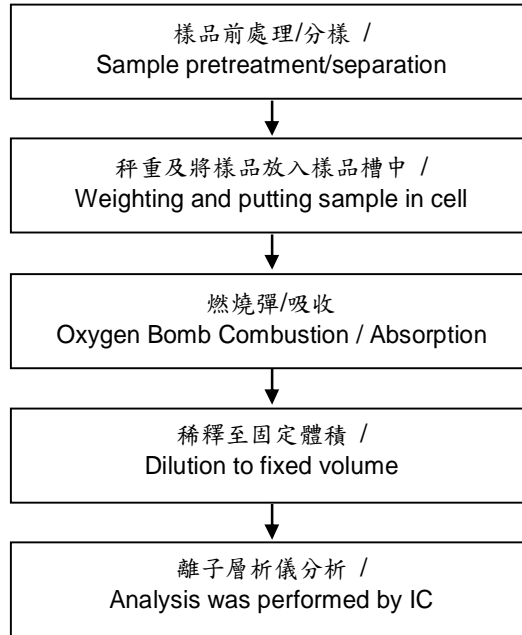 樣品前處理/分樣 /
Sample pretreatment/separation
秤重及將樣品放入樣品槽中 /
Weighting and putting sample in cell
燃燒彈/吸收
Oxygen Bomb Combustion / Absorption
稀釋至固定體積 /
Dilution to fixed volume
離子層析儀分析 /
Analysis was performed by IC